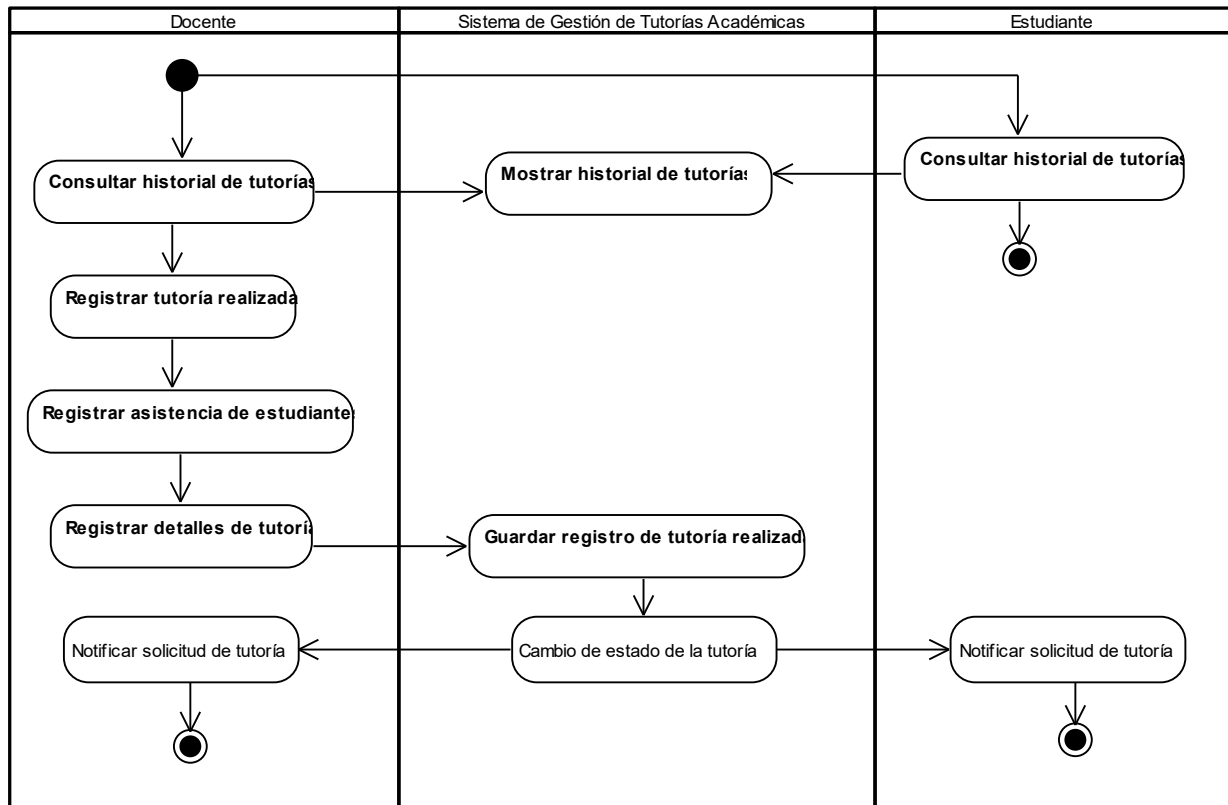 Docente
Sistema de Gestión de Tutorías Académicas
Estudiante
Consultar historial de tutorías
Mostrar historial de tutorías
Consultar historial de tutorías
Registrar tutoría realizada
Registrar asistencia de estudiante
Registrar detalles de tutoría
Guardar registro de tutoría realizada
Notificar solicitud de tutoría
Cambio de estado de la tutoría
Notificar solicitud de tutoría